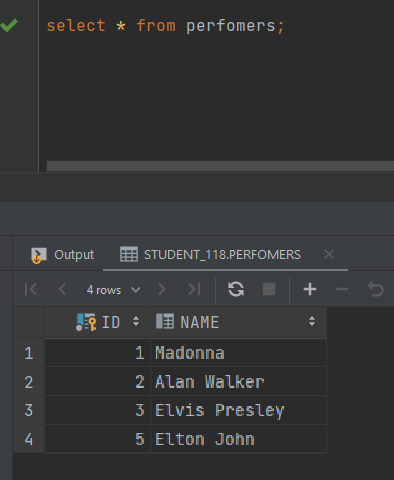 select * from perfomers;
Output STUDENT_118.PERFOMERS
4 rows
ID NAME
1 1 Madonna
2 2 Alan Walker
3 3 Elvis Presley
4 5 Elton John